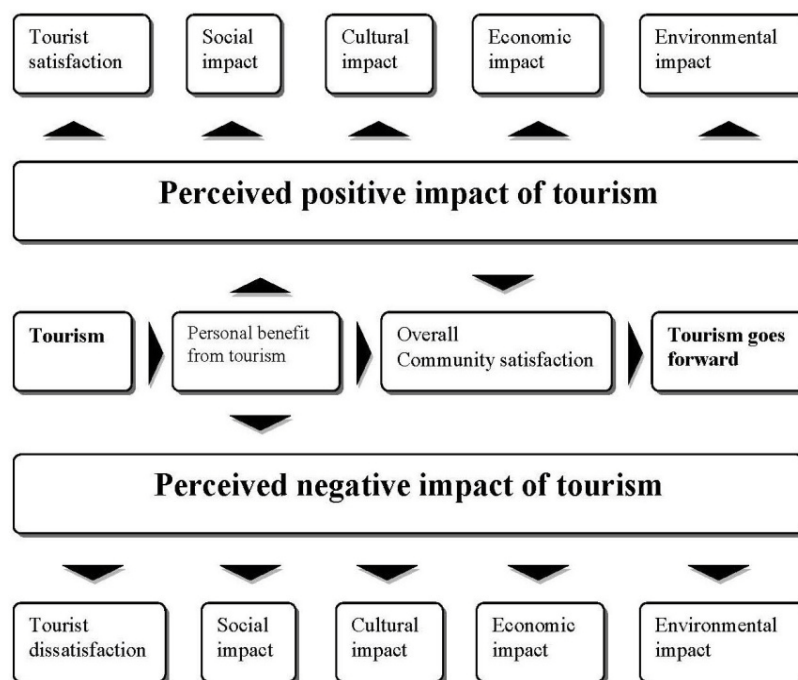 Tourist
satisfaction
Social
impact
Cultural
impact
Economic
impact
Environmental
impact
Perceived positive impact of tourism
Tourism
Personal benefit
from tourism
Overall
Community satisfaction
Tourism goes
forward
Perceived negative impact of tourism
Tourist
dissatisfaction
Social
impact
Cultural
impact
Economic
impact
Environmental
impact